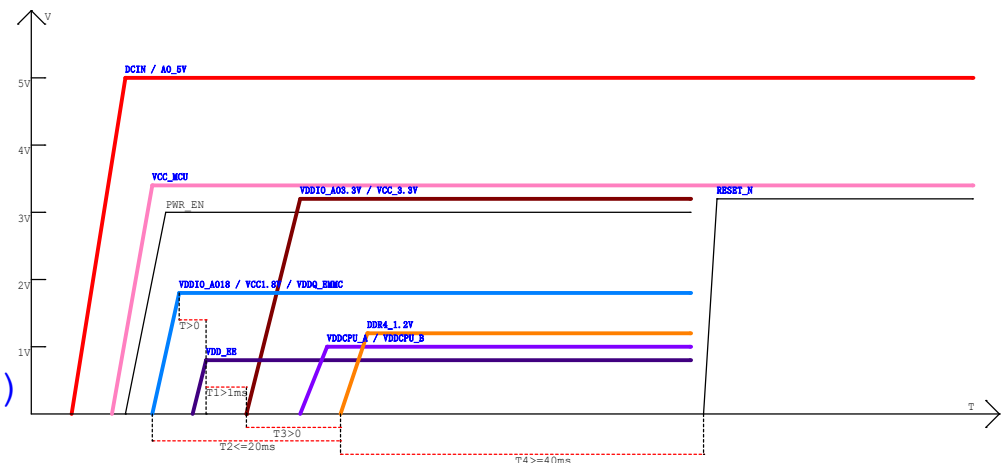 V
DCIN / AO_5V
5V
4V
VCC_MCU
VDDIO_AO3.3V / VCC_3.3V
RESET_N
PWR_EN
3V
2V
VDDIO_AO18 / VCC1.8V / VDDQ_EMMC
T>0
DDR4_1.2V
VDDCPU_A / VDDCPU_B
1V
VDD_EE
)
T1>1ms
T
T3>0
T2<=20ms
T4>=40ms